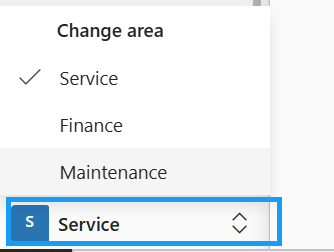 Change area
Service
Finance
Maintenance
S Service